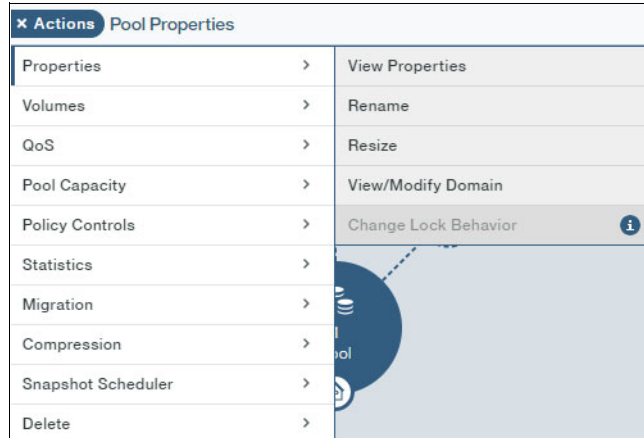 × Actions Pool Properties
Properties
Volumes
QoS
Pool Capacity
Policy Controls
Statistics
Migration
Compression
Snapshot Scheduler
Delete
View Properties
Rename
Resize
View/Modify Domain
Change Lock Behavior